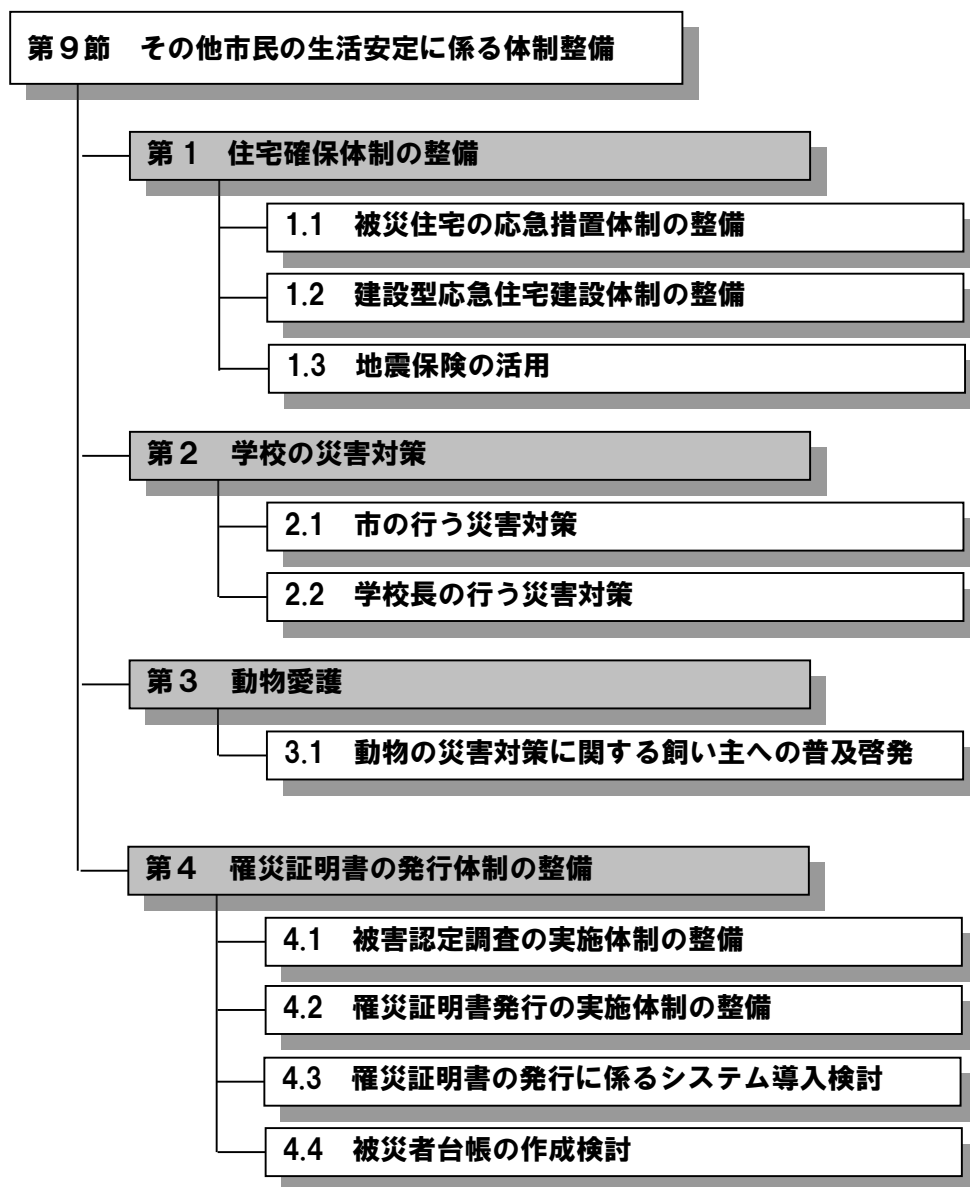 第９節　その他市民の生活安定に係る体制整備
第１　住宅確保体制の整備
1.1　被災住宅の応急措置体制の整備
1.2　建設型応急住宅建設体制の整備
1.3　地震保険の活用
第２　学校の災害対策
2.1　市の行う災害対策
2.2　学校長の行う災害対策
第３　動物愛護
3.1　動物の災害対策に関する飼い主への普及啓発
第４　罹災証明書の発行体制の整備
4.1　被害認定調査の実施体制の整備
4.2　罹災証明書発行の実施体制の整備
4.3　罹災証明書の発行に係るシステム導入検討
4.4　被災者台帳の作成検討